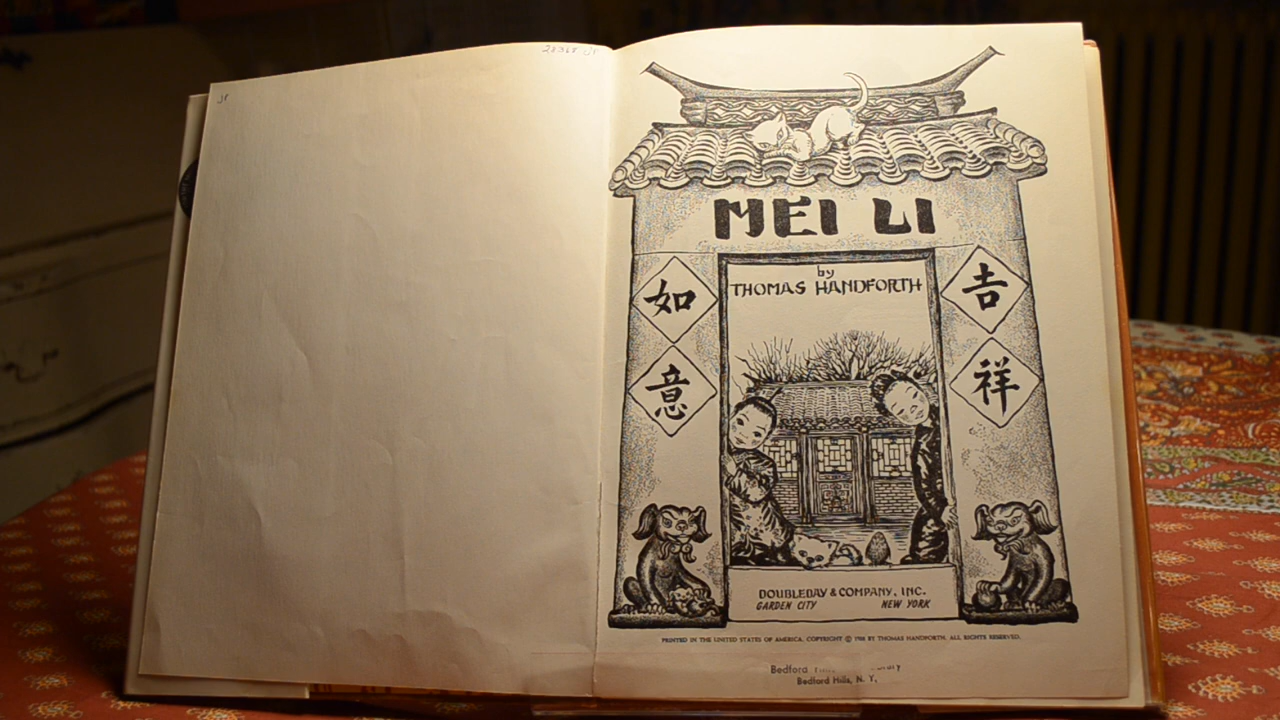 JF
MEI LI
by
THOMAS HANDFORTH
吉祥
如意
DOUBLEDAY & COMPANY, INC.
GARDEN CITY NEW YORK
PRINTED IN THE UNITED STATES OF AMERICA. COPYRIGHT © BY THOMAS HANDFORTH. ALL RIGHTS RESERVED.
Bedford
Bedford Hills, N. Y.